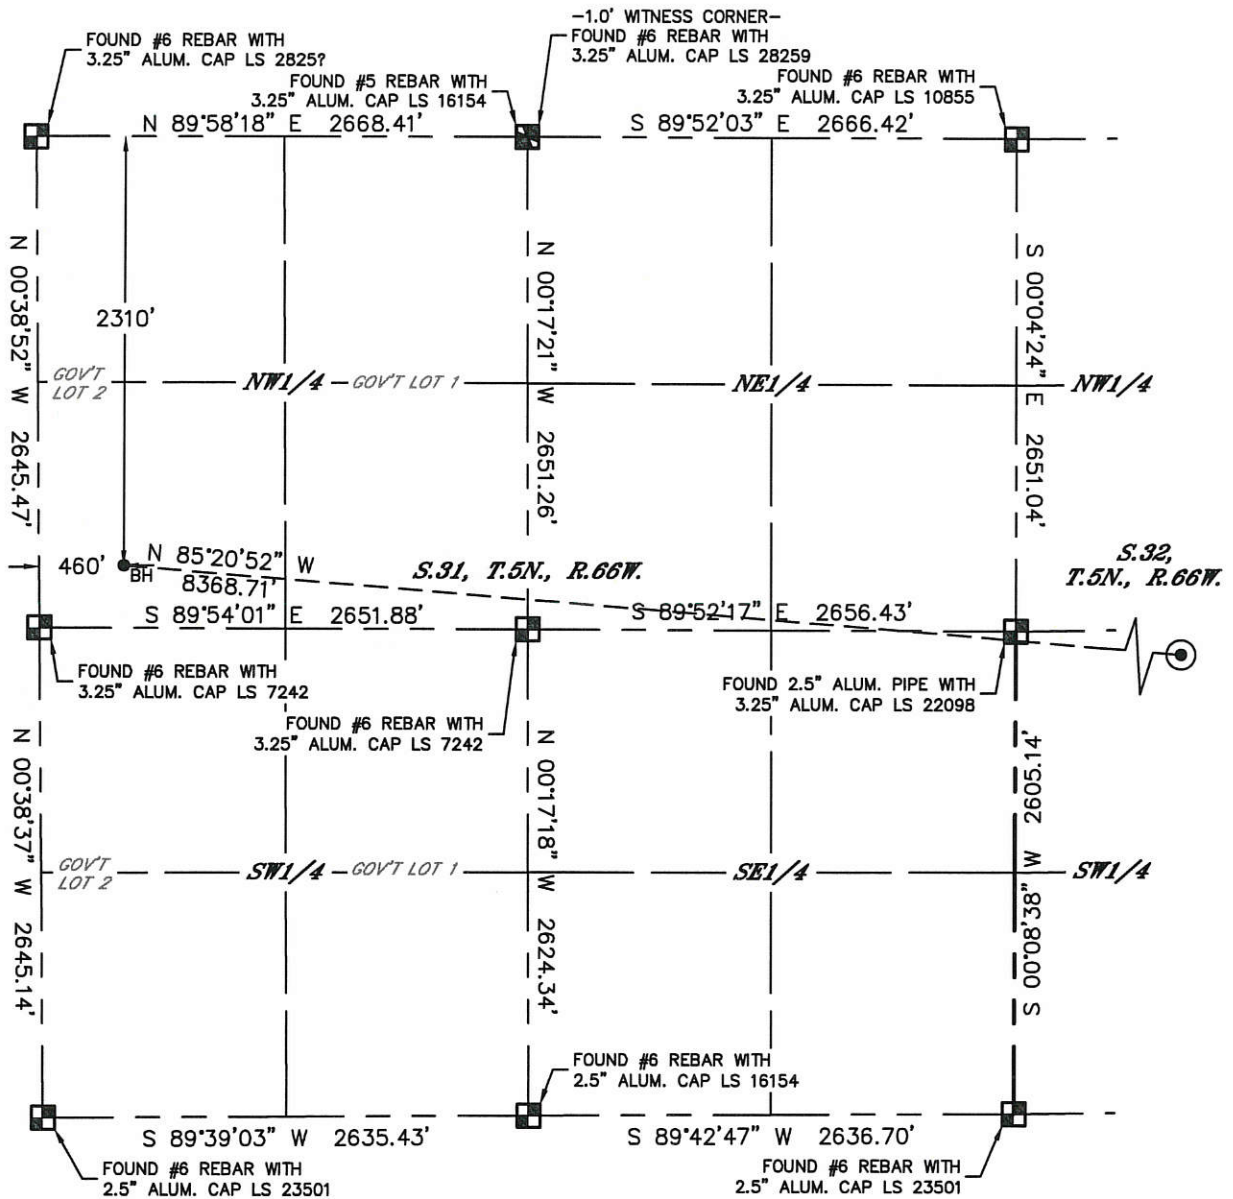 -1.0' WITNESS CORNER-
FOUND #6 REBAR WITH
3.25" ALUM. CAP LS 28259
FOUND #6 REBAR WITH
3.25" ALUM. CAP LS 2825?
FOUND #5 REBAR WITH
3.25" ALUM. CAP LS 16154
FOUND #6 REBAR WITH
3.25" ALUM. CAP LS 10855
N 89°58'18" E 2668.41'
S 89°52'03" E 2666.42'
N 00°38'52" W 2645.47'
2310'
N 00°17'21" W 2651.26'
S 00°04'24" E 2651.04'
GOV'T
LOT 2
NW1/4
GOV'T LOT 1
NE1/4
NW1/4
460'
BH
N 85°20'52" W
8368.71'
S.31, T.5N., R.66W.
S.32,
T.5N., R.66W.
S 89°54'01" E 2651.88'
S 89°52'17" E 2656.43'
FOUND #6 REBAR WITH
3.25" ALUM. CAP LS 7242
FOUND #6 REBAR WITH
3.25" ALUM. CAP LS 7242
FOUND 2.5" ALUM. PIPE WITH
3.25" ALUM. CAP LS 22098
N 00°38'37" W 2645.14'
N 00°17'18" W 2624.34'
S 00°08'38" W 2605.14'
GOV'T
LOT 2
SW1/4
GOV'T LOT 1
SE1/4
SW1/4
FOUND #6 REBAR WITH
2.5" ALUM. CAP LS 16154
S 89°39'03" W 2635.43'
S 89°42'47" W 2636.70'
FOUND #6 REBAR WITH
2.5" ALUM. CAP LS 23501
FOUND #6 REBAR WITH
2.5" ALUM. CAP LS 23501